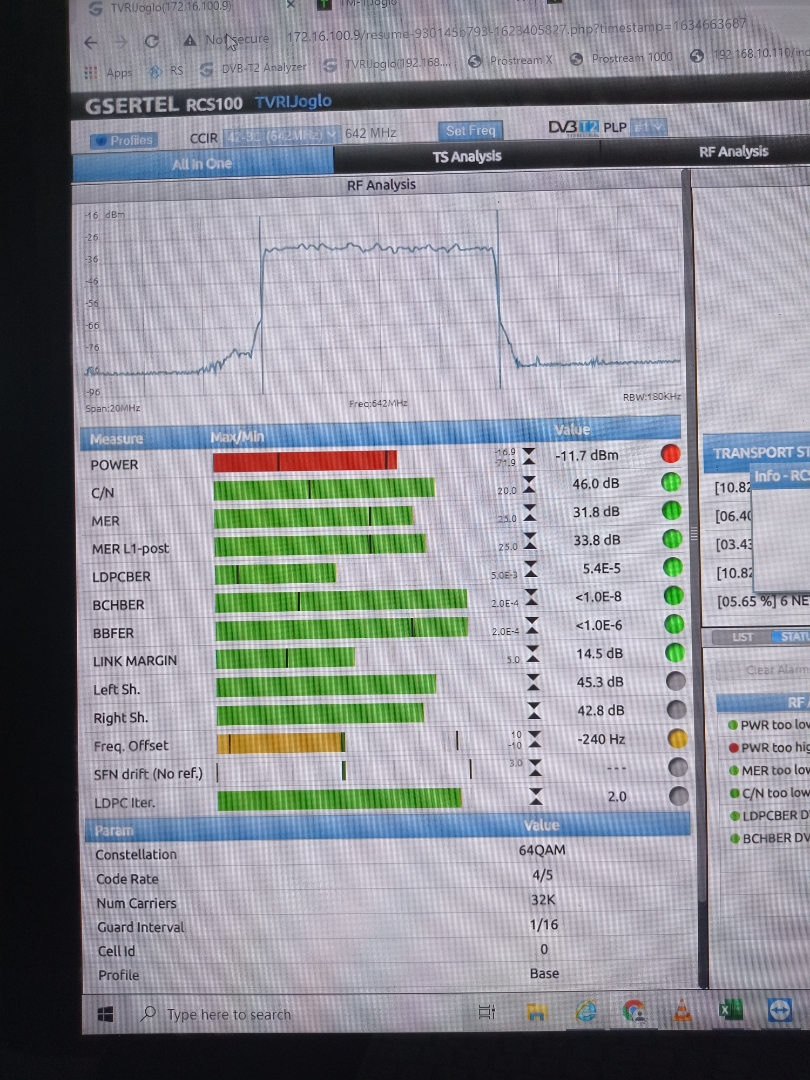 TVRIJoglo(172.16.100.9)
Not secure 172.16.100.9/resume-930145b793l-1623405827.php?timestamp=1634663687
Apps RS DVB-T2 Analyzer TVRIJoglo(192.168.... Prostream X Prostream 1000 192.168.10.110/ind
GSERTEL RCS100 TVRIJoglo
Profiles CCIR 642 MHz Set Freq DVB T2 PLP #1
All in One TS Analysis RF Analysis
RF Analysis
-16 dBm
-26
-36
-46
-56
-66
-76
-96
Span:20MHz Freq:642MHz RBW:180KHz
Measure Max/Min Value
POWER -16.9 -71.9 -11.7 dBm
C/N 20.0 46.0 dB
MER 25.0 31.8 dB
MER L1-post 25.0 33.8 dB
LDPCBER 5.0E-3 5.4E-5
BCHBER 2.0E-4 <1.0E-8
BBFER 2.0E-4 <1.0E-6
LINK MARGIN 5.0 14.5 dB
Left Sh. 45.3 dB
Right Sh. 42.8 dB
Freq. Offset 10 -10 -240 Hz
SFN drift (No ref.) 3.0 ---
LDPC Iter. 2.0
Param Value
Constellation 64QAM
Code Rate 4/5
Num Carriers 32K
Guard Interval 1/16
Cell Id 0
Profile Base
TRANSPORT ST
Info - RCS
[10.82
[06.40
[03.43
[10.82
[05.65 %] 6 NE
LIST STAT
Clear Alarm
RF A
PWR too low
PWR too hig
MER too low
C/N too low
LDPCBER D
BCHBER DV
Type here to search